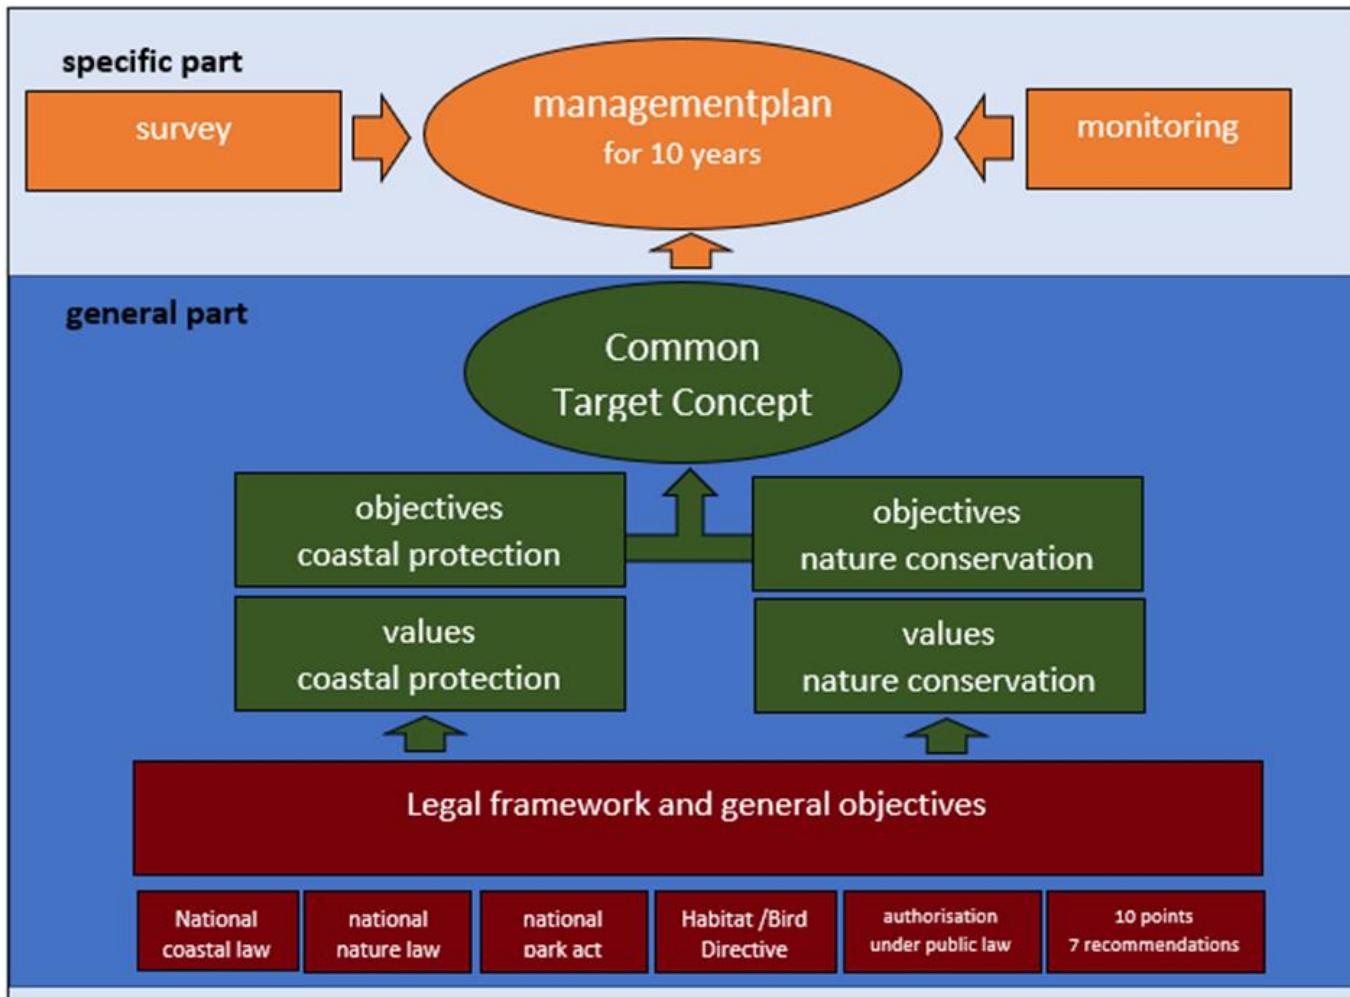 specific part
survey
managementplan
for 10 years
monitoring
general part
Common
Target Concept
objectives
coastal protection
objectives
nature conservation
values
coastal protection
values
nature conservation
Legal framework and general objectives
National
coastal law
national
nature law
national
park act
Habitat /Bird
Directive
authorisation
under public law
10 points
7 recommendations